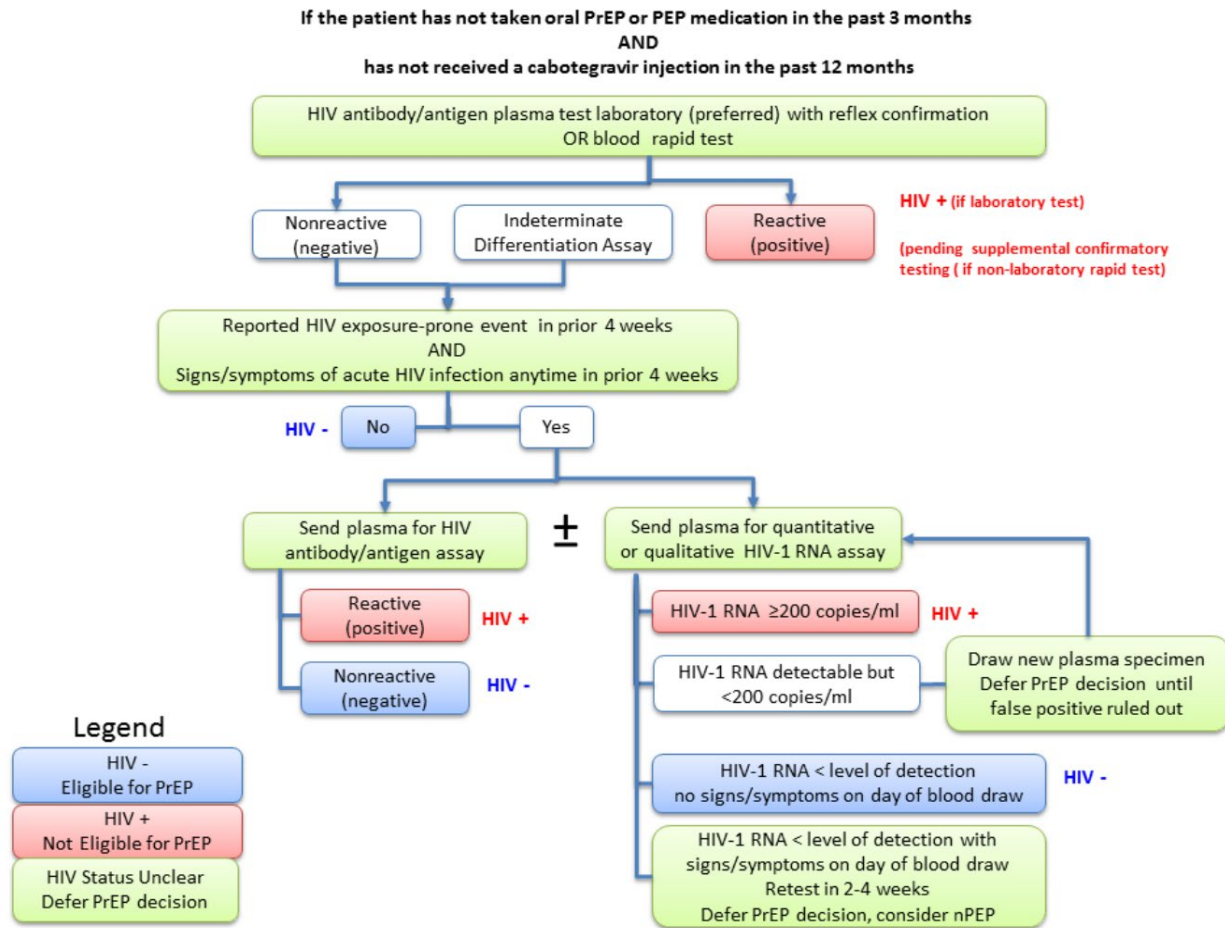 If the patient has not taken oral PrEP or PEP medication in the past 3 months
AND
has not received a cabotegravir injection in the past 12 months
HIV antibody/antigen plasma test laboratory (preferred) with reflex confirmation
OR blood rapid test
Nonreactive
(negative)
Indeterminate
Differentiation Assay
Reactive
(positive)
HIV + (if laboratory test)
(pending supplemental confirmatory
testing ( if non-laboratory rapid test)
Reported HIV exposure-prone event in prior 4 weeks
AND
Signs/symptoms of acute HIV infection anytime in prior 4 weeks
HIV -
No
Yes
Send plasma for HIV
antibody/antigen assay
±
Send plasma for quantitative
or qualitative HIV-1 RNA assay
Reactive
(positive)
HIV +
Nonreactive
(negative)
HIV -
HIV-1 RNA ≥200 copies/ml
HIV +
HIV-1 RNA detectable but
<200 copies/ml
Draw new plasma specimen
Defer PrEP decision until
false positive ruled out
HIV-1 RNA < level of detection
no signs/symptoms on day of blood draw
HIV -
HIV-1 RNA < level of detection with
signs/symptoms on day of blood draw
Retest in 2-4 weeks
Defer PrEP decision, consider nPEP
Legend
HIV -
Eligible for PrEP
HIV +
Not Eligible for PrEP
HIV Status Unclear
Defer PrEP decision